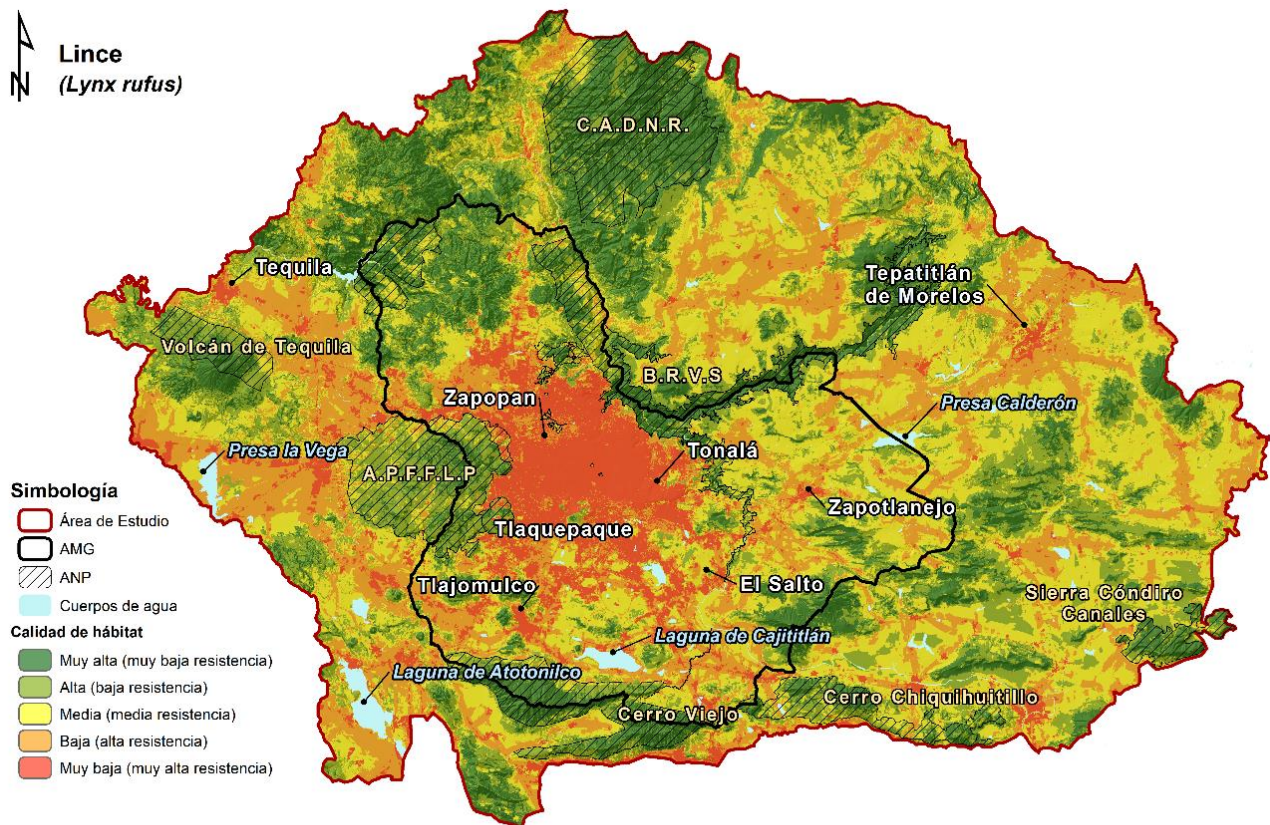 N
Lince
(Lynx rufus)
C.A.D.N.R.
Tequila
Tepatitlán
de Morelos
Volcán de Tequila
B.R.V.S
Zapopan
Presa Calderón
Presa la Vega
Tonalá
A.P.F.F.L.P
Zapotlanejo
Tlaquepaque
Tlajomulco
El Salto
Sierra Cóndiro
Canales
Laguna de Cajititlán
Laguna de Atotonilco
Cerro Chiquihuitillo
Cerro Viejo
Simbología
Área de Estudio
AMG
ANP
Cuerpos de agua
Calidad de hábitat
Muy alta (muy baja resistencia)
Alta (baja resistencia)
Media (media resistencia)
Baja (alta resistencia)
Muy baja (muy alta resistencia)